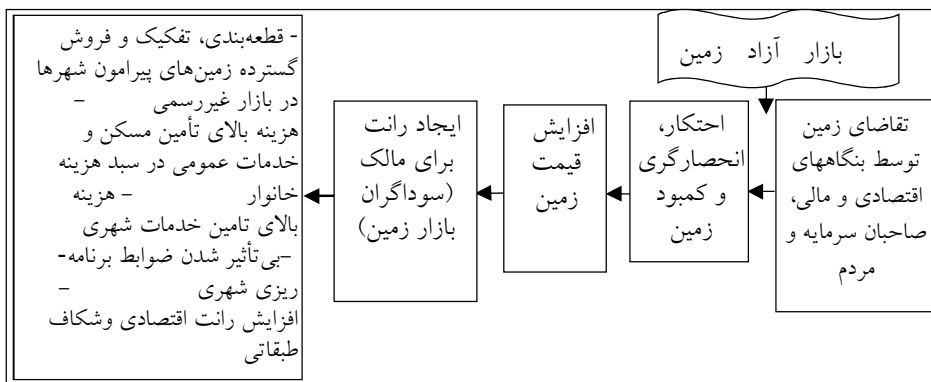 بازار آزاد زمین
تقاضای زمین
توسط بنگاههای
اقتصادی و مالی،
صاحبان سرمایه و
مردم
احتکار،
انحصارگری
و کمبود
زمین
افزایش
قیمت
زمین
ایجاد رانت
برای مالک
(سوداگران
بازار زمین)
- قطعه‌بندی، تفکیک و فروش
گسترده زمین‌های پیرامون شهرها
در بازار غیررسمی –
هزینه بالای تأمین مسکن و
خدمات عمومی در سبد هزینه
خانوار – هزینه
بالای تامین خدمات شهری
–بی‌تأثیر شدن ضوابط برنامه-
ریزی شهری –
افزایش رانت اقتصادی وشکاف
طبقاتی